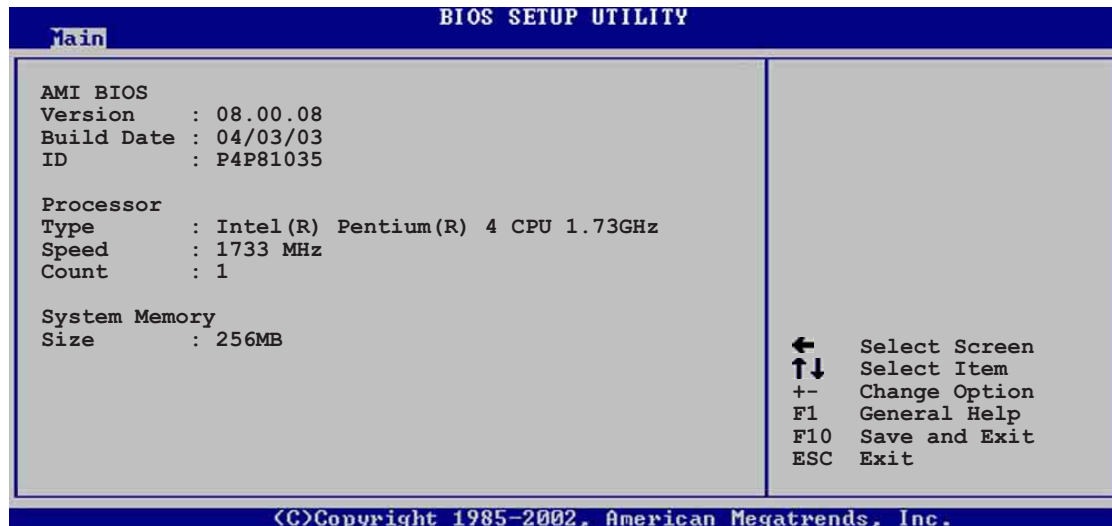 BIOS SETUP UTILITY
Main
AMI BIOS
Version : 08.00.08
Build Date : 04/03/03
ID : P4P81035
Processor
Type : Intel(R) Pentium(R) 4 CPU 1.73GHz
Speed : 1733 MHz
Count : 1
System Memory
Size : 256MB
← Select Screen
↑↓ Select Item
+- Change Option
F1 General Help
F10 Save and Exit
ESC Exit
(C)Copyright 1985-2002, American Megatrends, Inc.